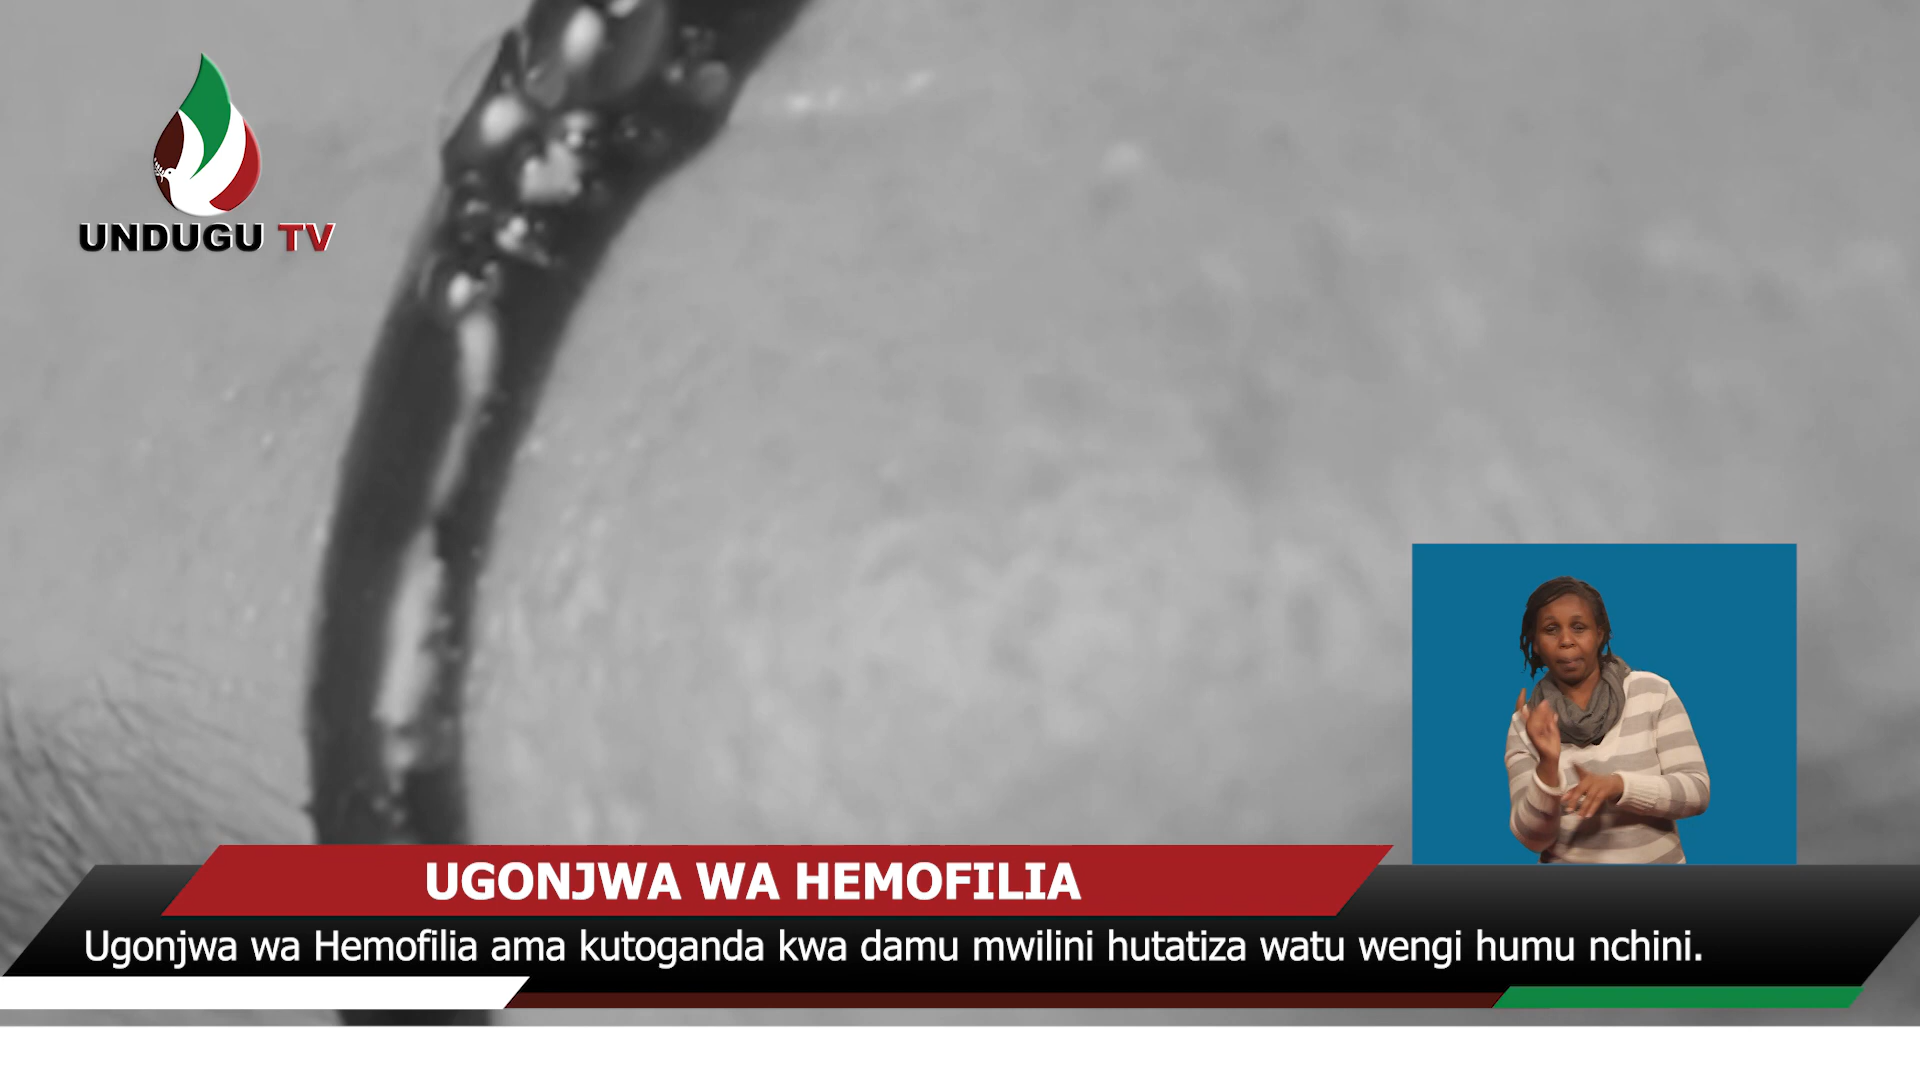 UNDUGU TV
UGONJWA WA HEMOFILIA
Ugonjwa wa Hemofilia ama kutoganda kwa damu mwilini hutatiza watu wengi humu nchini.